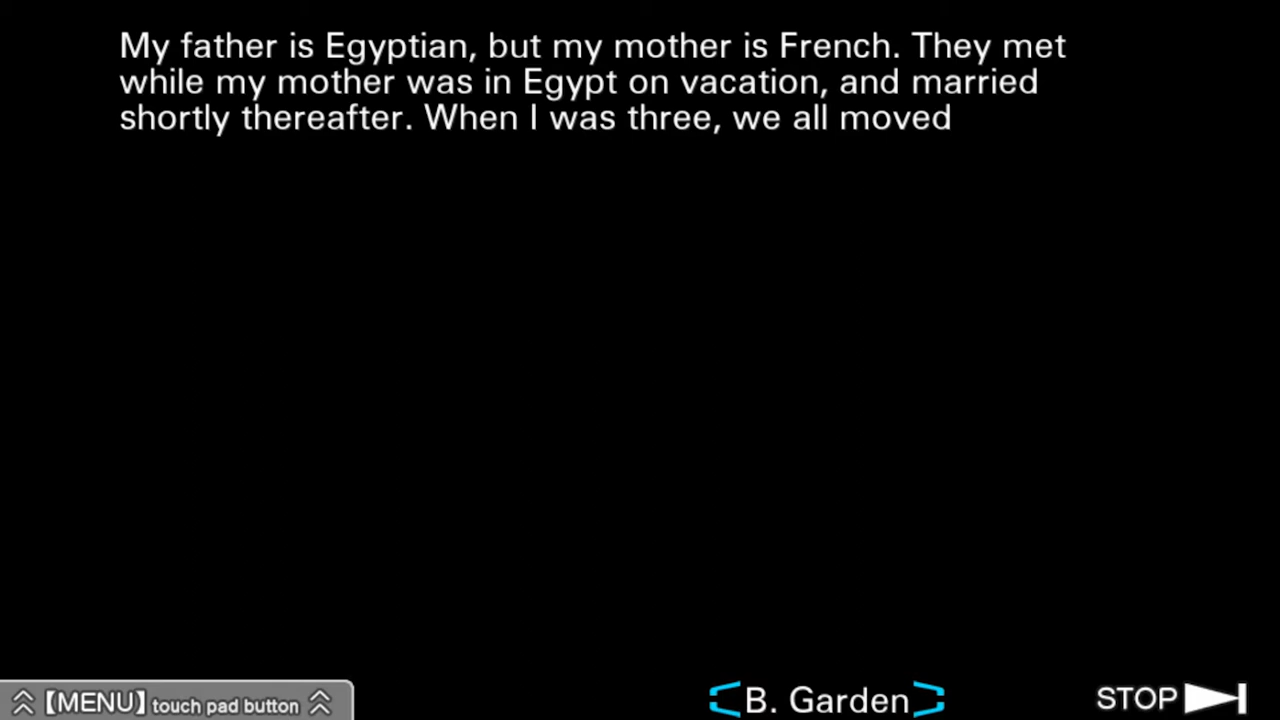 My father is Egyptian, but my mother is French. They met
while my mother was in Egypt on vacation, and married
shortly thereafter. When I was three, we all moved
【MENU】touch pad button
B. Garden
STOP